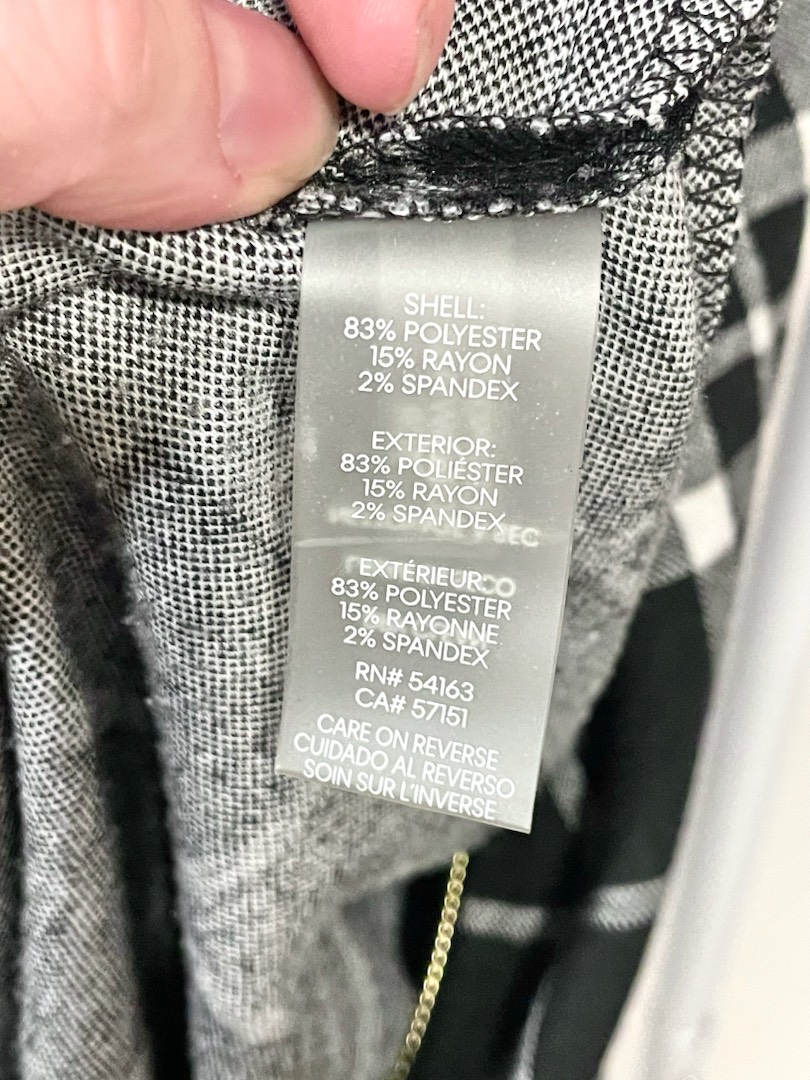 SHELL:
83% POLYESTER
15% RAYON
2% SPANDEX
EXTERIOR:
83% POLIÉSTER
15% RAYON
2% SPANDEX
EXTÉRIEUR:
83% POLYESTER
15% RAYONNE
2% SPANDEX
RN# 54163
CA# 57151
CARE ON REVERSE
CUIDADO AL REVERSO
SOIN SUR L'INVERSE